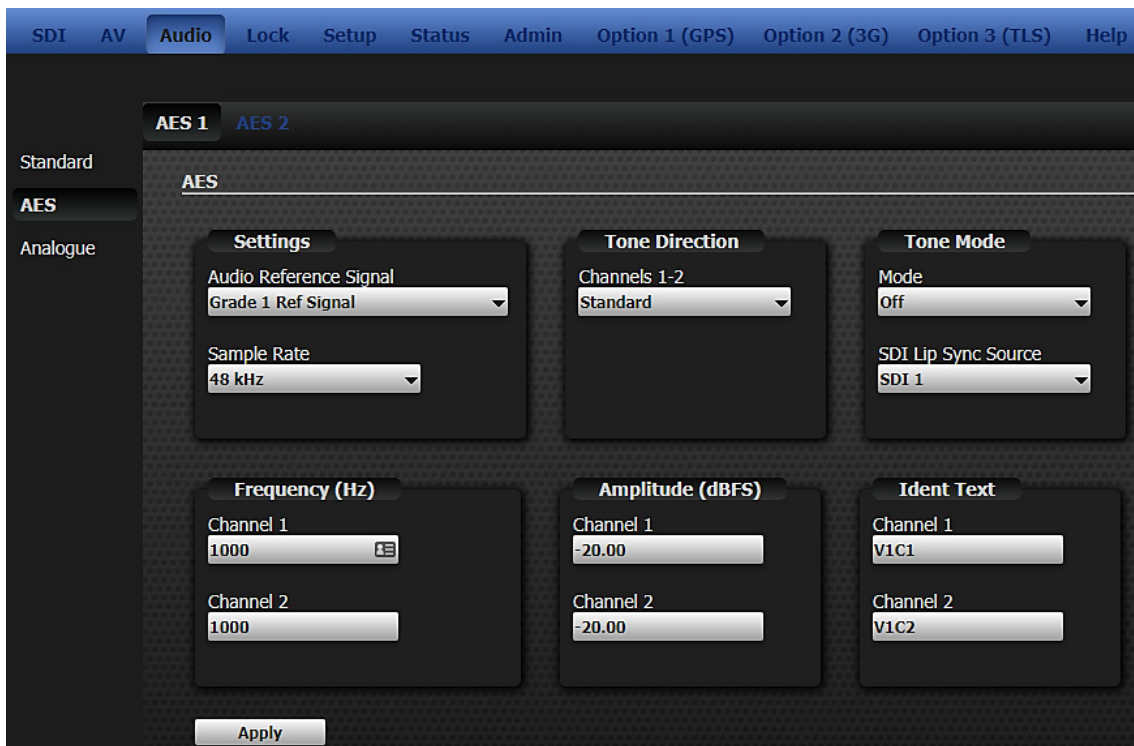 SDI AV Audio Lock Setup Status Admin Option 1 (GPS) Option 2 (3G) Option 3 (TLS) Help
AES 1 AES 2
Standard
AES
Analogue
AES
Settings
Audio Reference Signal
Grade 1 Ref Signal
Sample Rate
48 kHz
Tone Direction
Channels 1-2
Standard
Tone Mode
Mode
Off
SDI Lip Sync Source
SDI 1
Frequency (Hz)
Channel 1
1000
Channel 2
1000
Amplitude (dBFS)
Channel 1
-20.00
Channel 2
-20.00
Ident Text
Channel 1
V1C1
Channel 2
V1C2
Apply